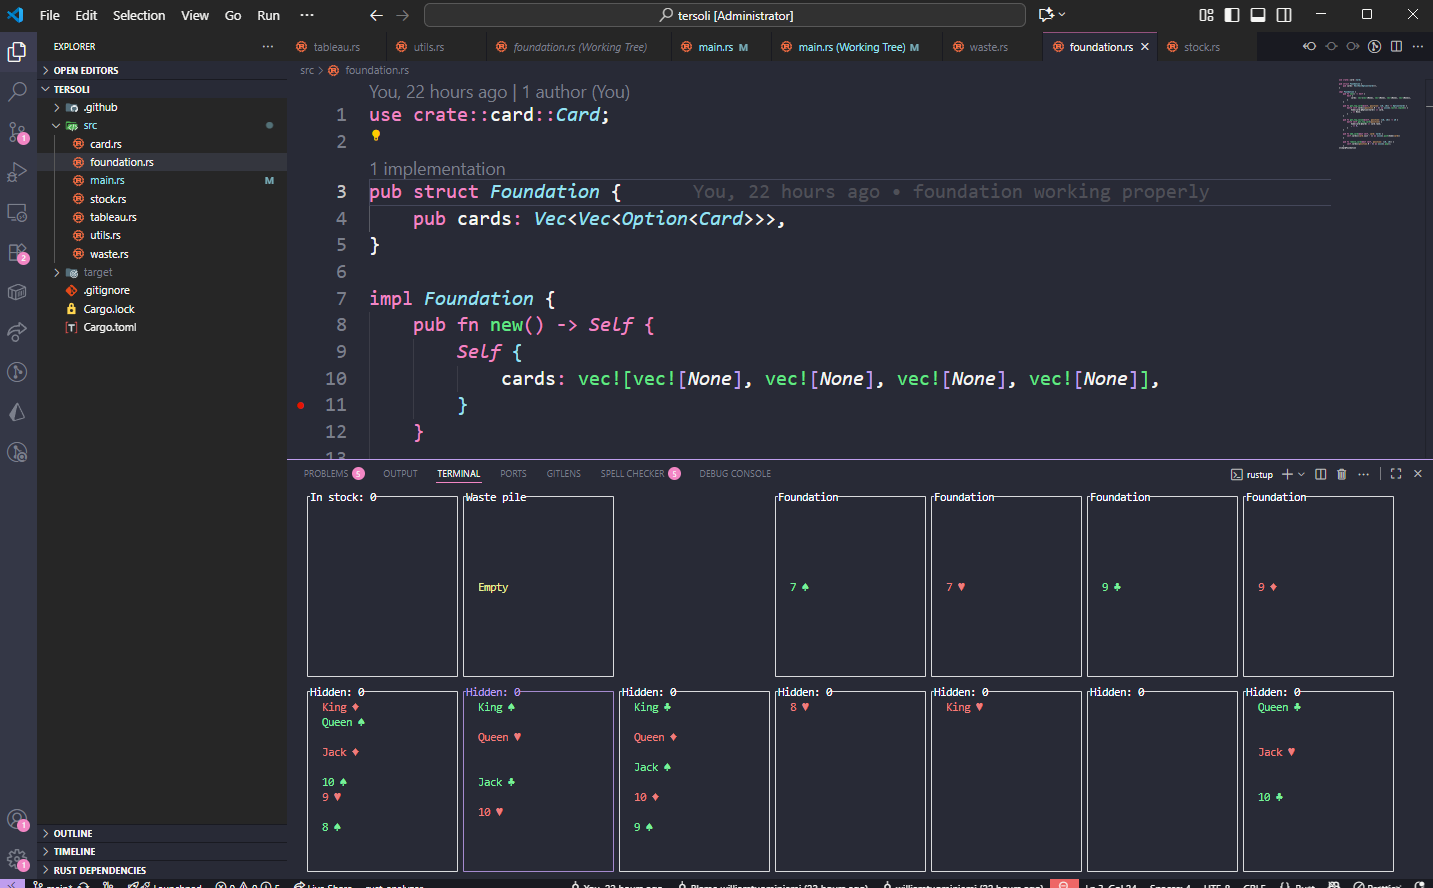 File Edit Selection View Go Run ··· tersoli [Administrator]
EXPLORER ···
OPEN EDITORS
TERSOLI
.github
src
card.rs
foundation.rs
main.rs M
stock.rs
tableau.rs
utils.rs
waste.rs
target
.gitignore
Cargo.lock
Cargo.toml
OUTLINE
TIMELINE
RUST DEPENDENCIES
tableau.rs utils.rs foundation.rs (Working Tree) main.rs M main.rs (Working Tree) M waste.rs foundation.rs stock.rs
src > foundation.rs
You, 22 hours ago | 1 author (You)
1 use crate::card::Card;
2
1 implementation
3 pub struct Foundation { You, 22 hours ago • foundation working properly
4 pub cards: Vec<Vec<Option<Card>>>,
5 }
6
7 impl Foundation {
8 pub fn new() -> Self {
9 Self {
10 cards: vec![vec![None], vec![None], vec![None], vec![None]],
11 }
12 }
13
PROBLEMS 5 OUTPUT TERMINAL PORTS GITLENS SPELL CHECKER 5 DEBUG CONSOLE rustup
In stock: 0 Waste pile Foundation Foundation Foundation Foundation
Empty 7 ♠ 7 ♥ 9 ♣ 9 ♦
Hidden: 0 Hidden: 0 Hidden: 0 Hidden: 0 Hidden: 0 Hidden: 0 Hidden: 0
King ♦ King ♠ King ♣ 8 ♥ King ♥ Queen ♣
Queen ♠
Queen ♥ Queen ♦
Jack ♦ Jack ♥
Jack ♠
10 ♠ Jack ♣
9 ♥ 10 ♦ 10 ♣
10 ♥
8 ♠ 9 ♠